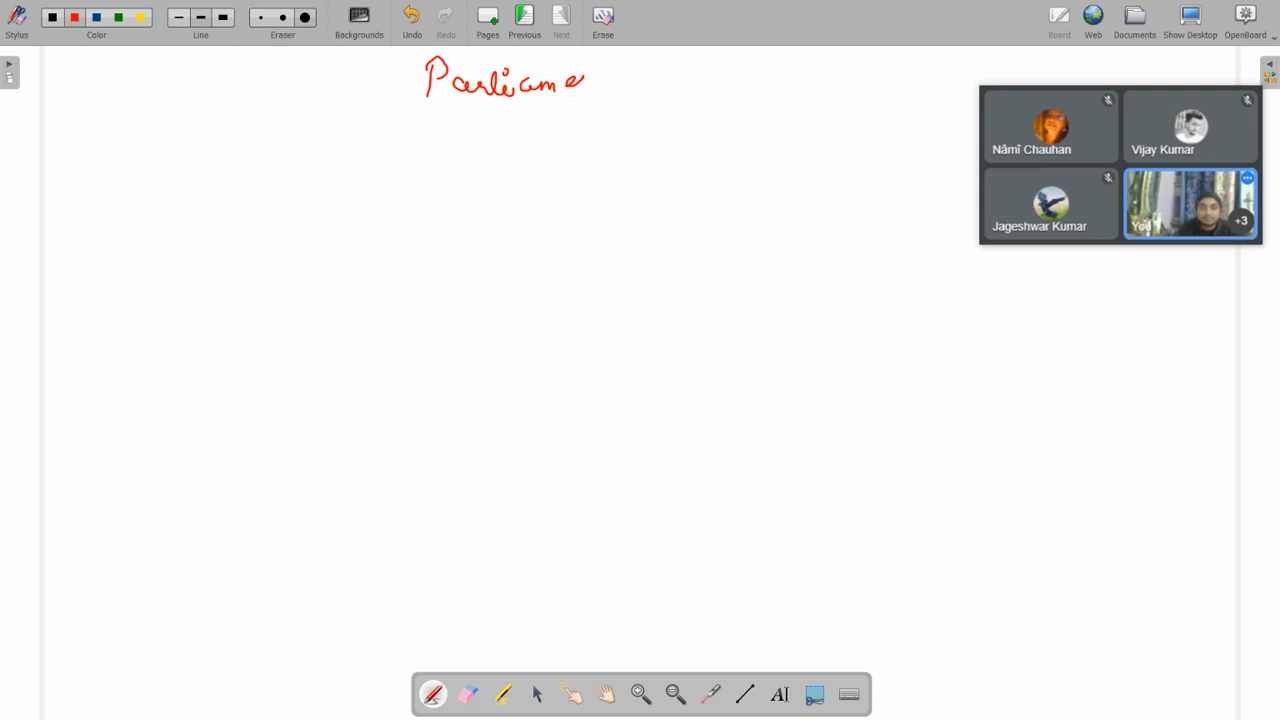 Stylus
Color
Line
Eraser
Backgrounds
Undo
Redo
Pages
Previous
Next
Erase
Board
Web
Documents
Show Desktop
OpenBoard
Parliame
Nâmî Chauhan
Vijay Kumar
Jageshwar Kumar
You
+3
AI